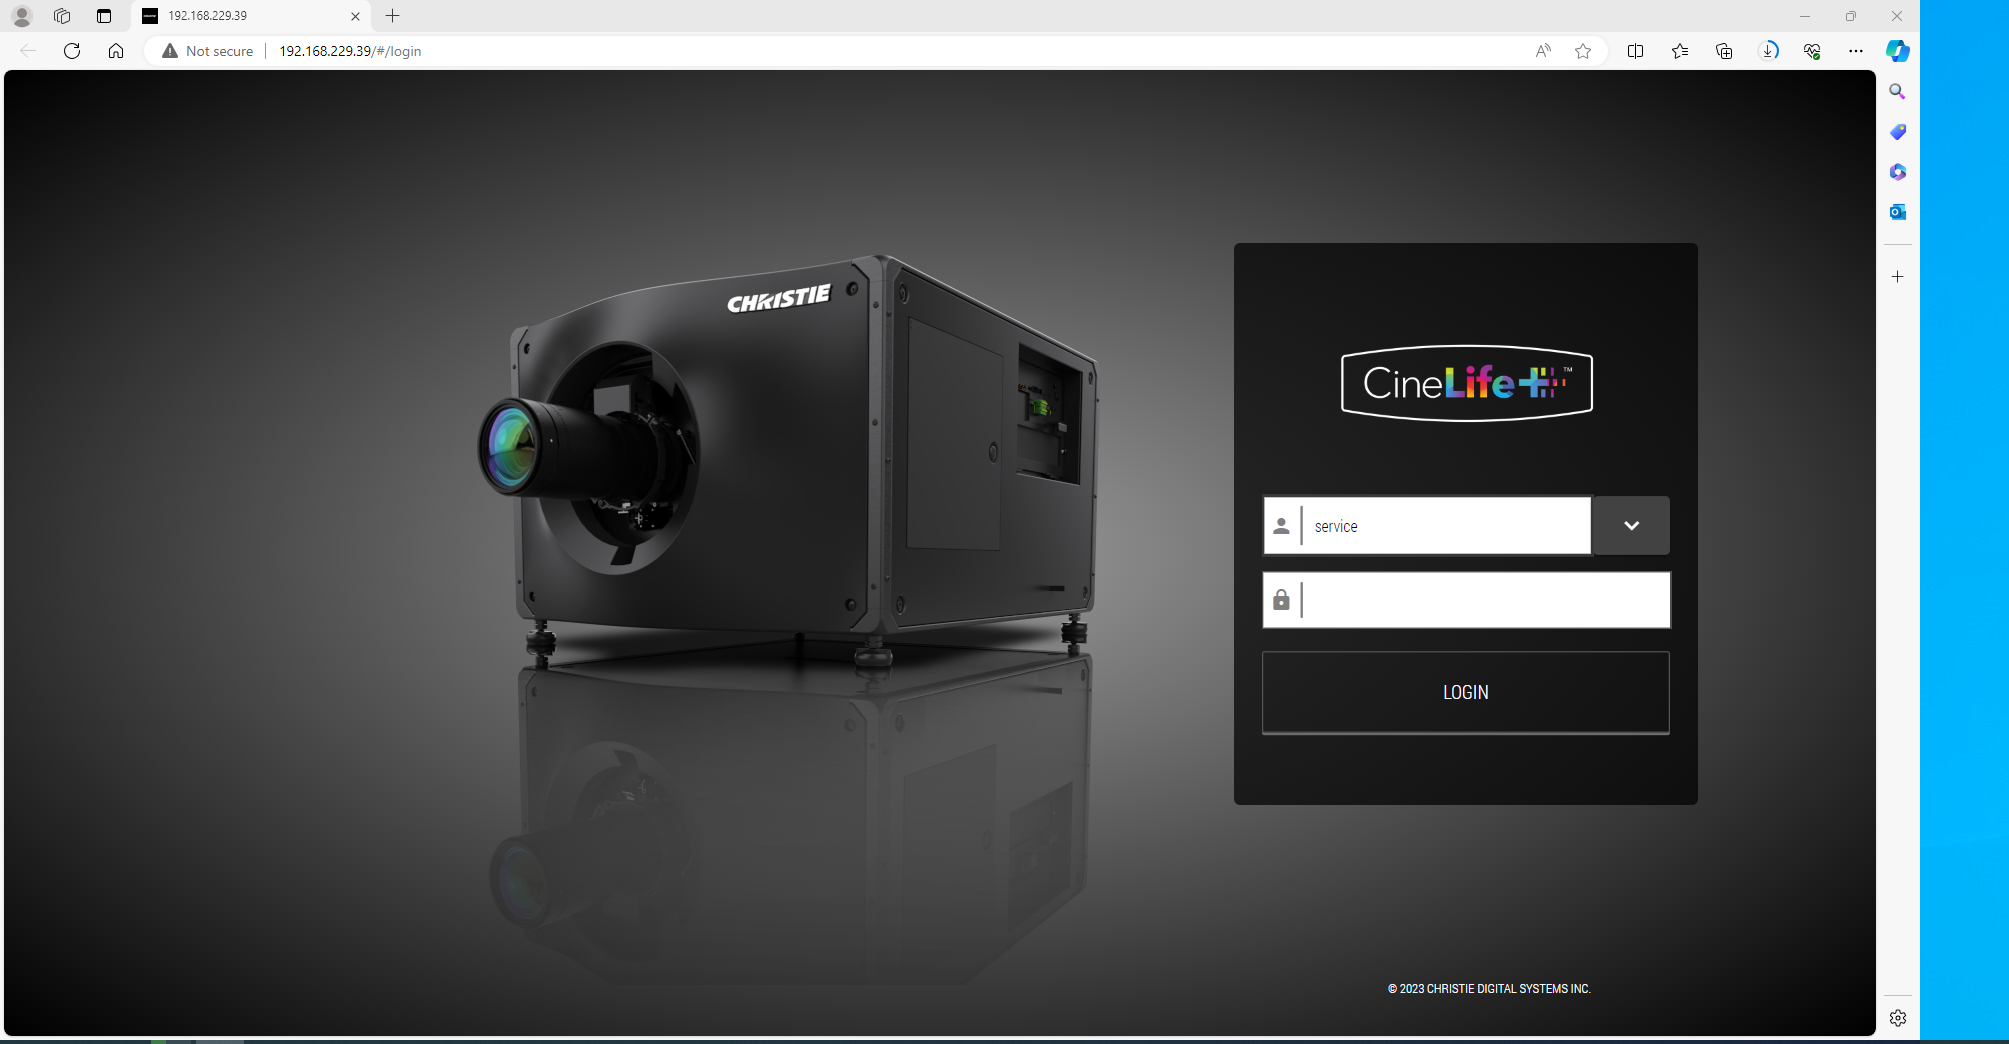 192.168.229.39
Not secure
192.168.229.39/#/login
CHRISTIE
CineLife+™
service
LOGIN
© 2023 CHRISTIE DIGITAL SYSTEMS INC.